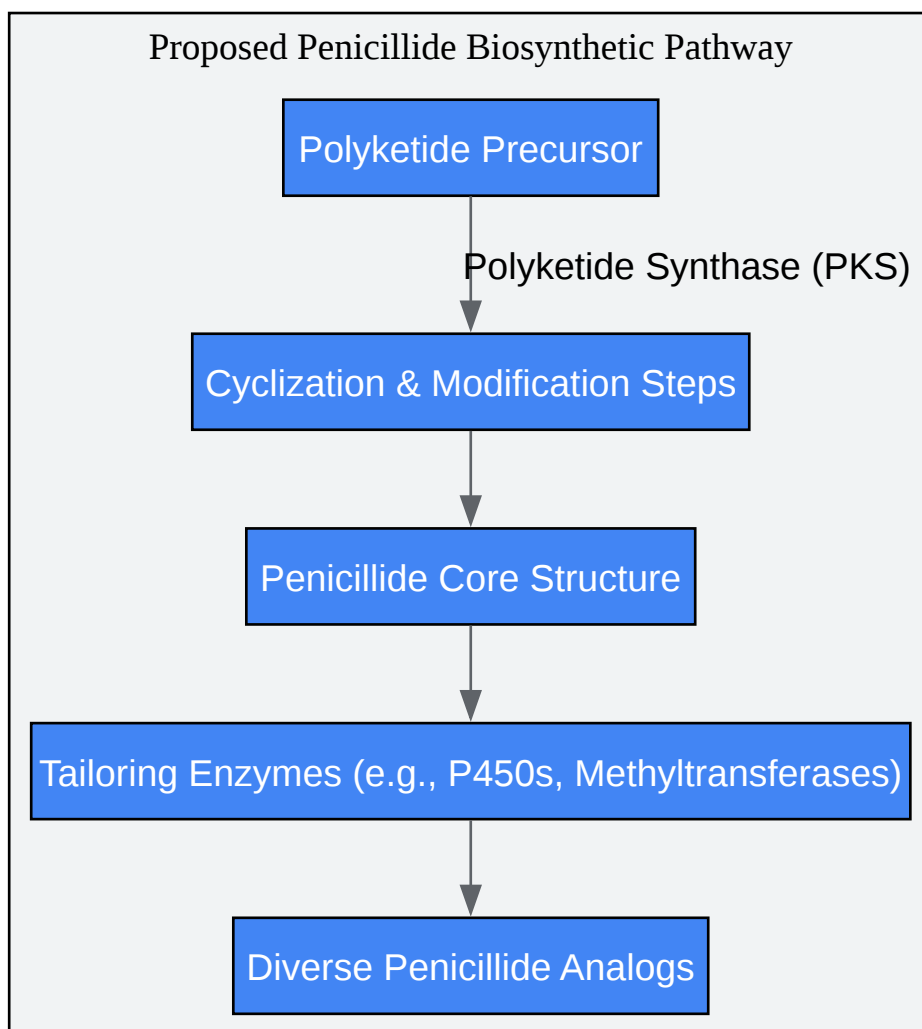 Proposed Penicillide Biosynthetic Pathway
Polyketide Precursor
Polyketide Synthase (PKS)
Cyclization & Modification Steps
Penicillide Core Structure
Tailoring Enzymes (e.g., P450s, Methyltransferases)
Diverse Penicillide Analogs